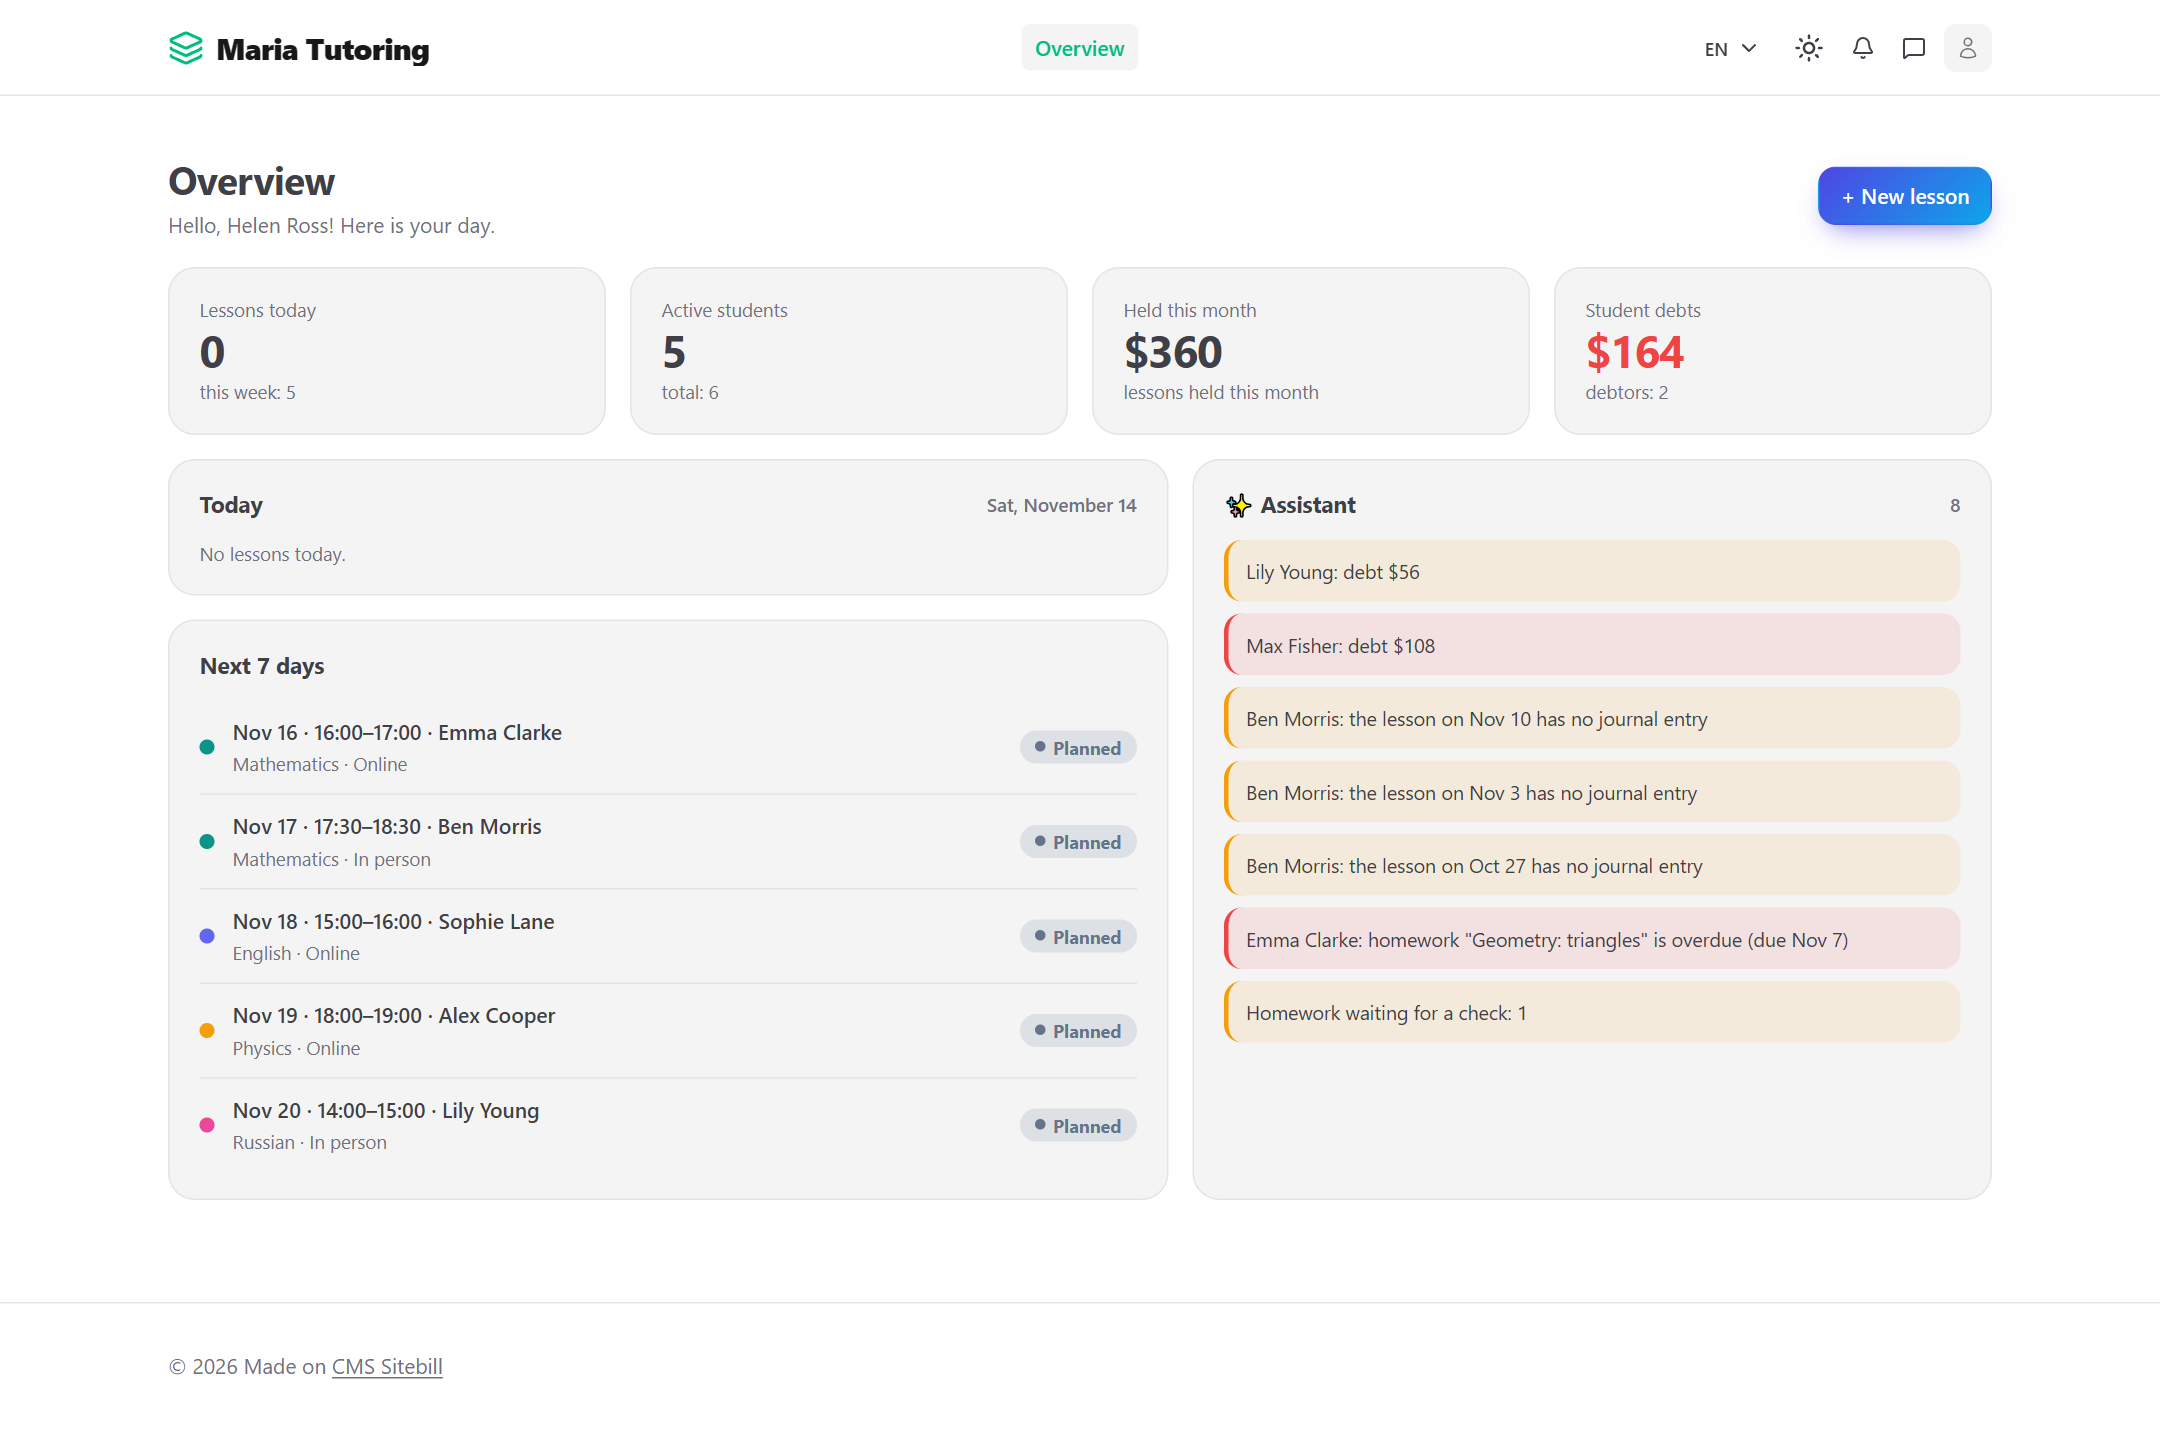 Maria Tutoring
Overview
EN
Overview
Hello, Helen Ross! Here is your day.
+ New lesson
Lessons today
0
this week: 5
Active students
5
total: 6
Held this month
$360
lessons held this month
Student debts
$164
debtors: 2
Today
Sat, November 14
No lessons today.
Next 7 days
Nov 16 · 16:00–17:00 · Emma Clarke
Mathematics · Online
Planned
Nov 17 · 17:30–18:30 · Ben Morris
Mathematics · In person
Planned
Nov 18 · 15:00–16:00 · Sophie Lane
English · Online
Planned
Nov 19 · 18:00–19:00 · Alex Cooper
Physics · Online
Planned
Nov 20 · 14:00–15:00 · Lily Young
Russian · In person
Planned
✨ Assistant
8
Lily Young: debt $56
Max Fisher: debt $108
Ben Morris: the lesson on Nov 10 has no journal entry
Ben Morris: the lesson on Nov 3 has no journal entry
Ben Morris: the lesson on Oct 27 has no journal entry
Emma Clarke: homework "Geometry: triangles" is overdue (due Nov 7)
Homework waiting for a check: 1
© 2026 Made on CMS Sitebill